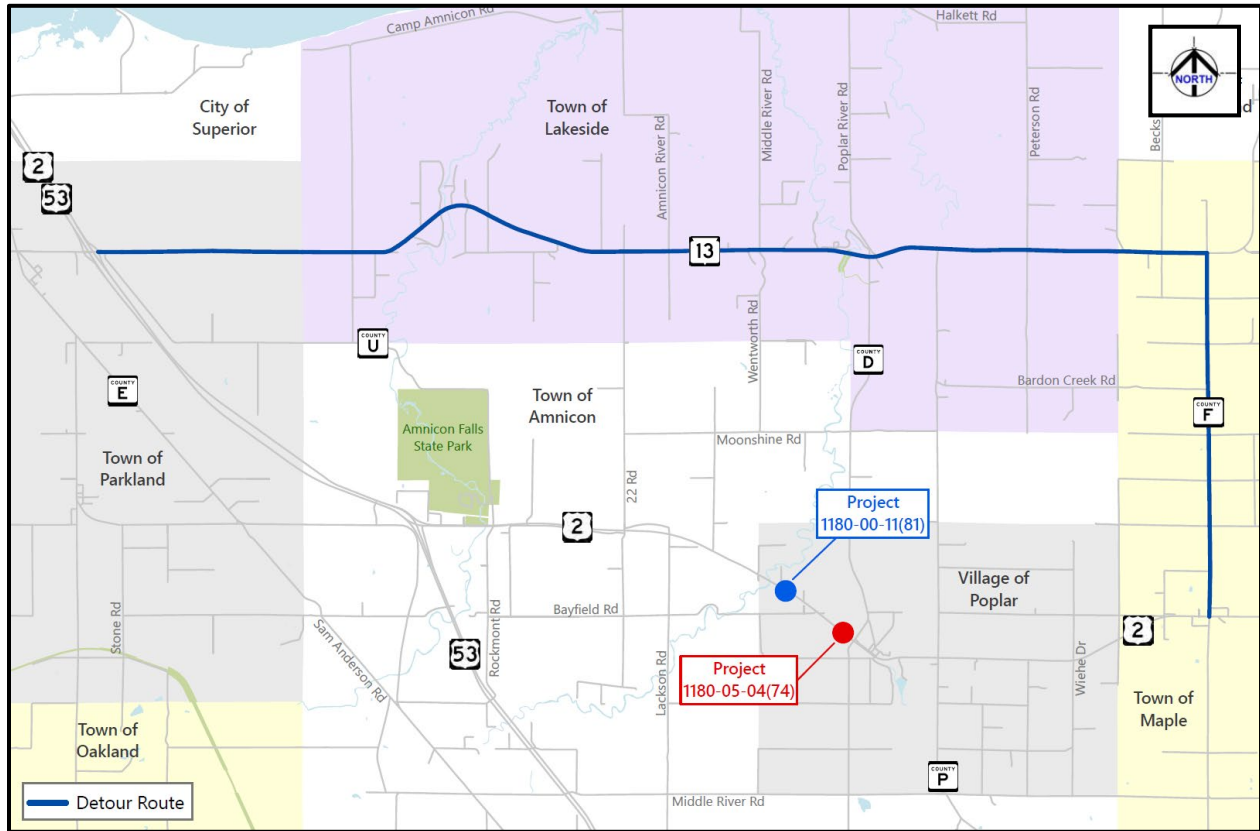 Camp Amnicon Rd
Halkett Rd
NORTH
City of
Superior
Town of
Lakeside
Amnicon River Rd
Middle River Rd
Poplar River Rd
Peterson Rd
Becks
d
2
53
13
COUNTY
U
COUNTY
E
Wentworth Rd
COUNTY
D
Bardon Creek Rd
COUNTY
F
Town of
Amnicon
Amnicon Falls
State Park
Moonshine Rd
Town of
Parkland
22 Rd
2
Project
1180-00-11(81)
Village of
Poplar
Bayfield Rd
Stone Rd
Sam Anderson Rd
53
Rockmont Rd
Lackson Rd
Project
1180-05-04(74)
Wiehe Dr
2
Town of
Maple
Town of
Oakland
COUNTY
P
Middle River Rd
Detour Route